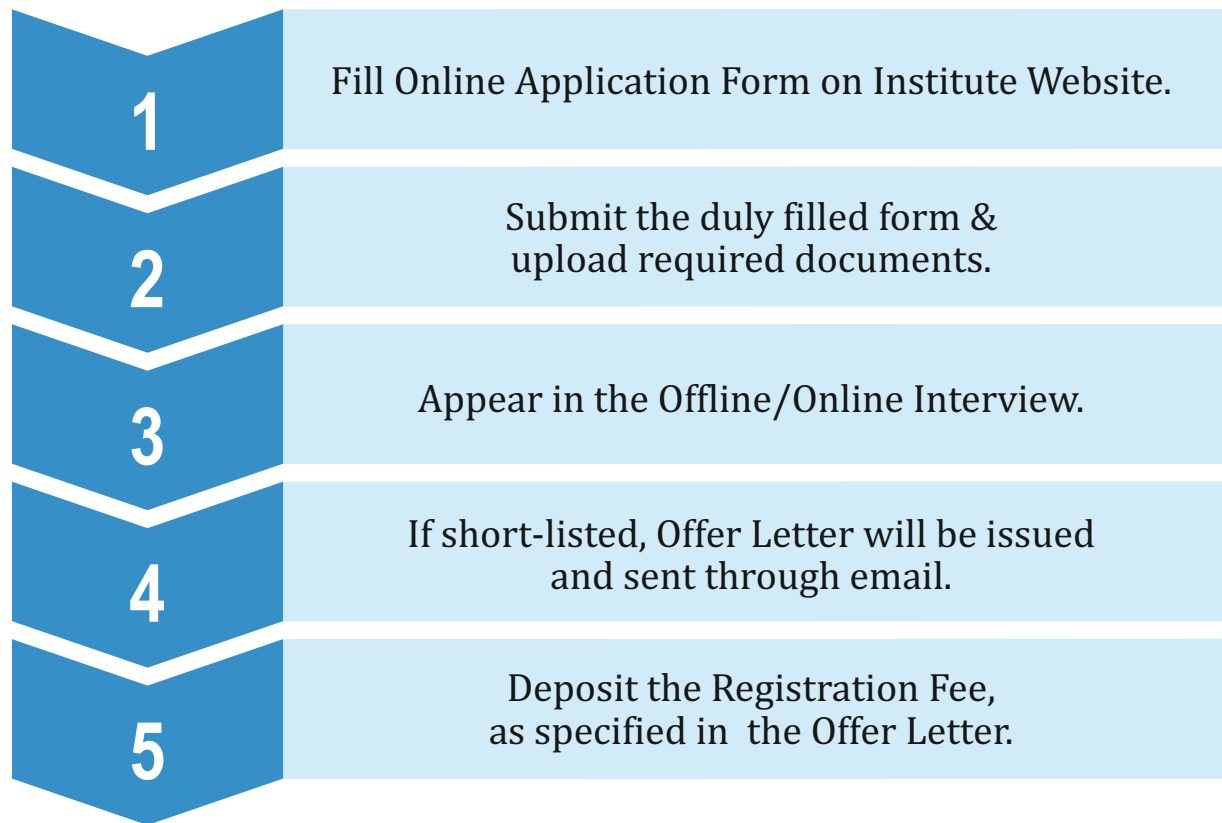 1
Fill Online Application Form on Institute Website.
2
Submit the duly filled form &
upload required documents.
3
Appear in the Offline/Online Interview.
4
If short-listed, Offer Letter will be issued
and sent through email.
5
Deposit the Registration Fee,
as specified in  the Offer Letter.